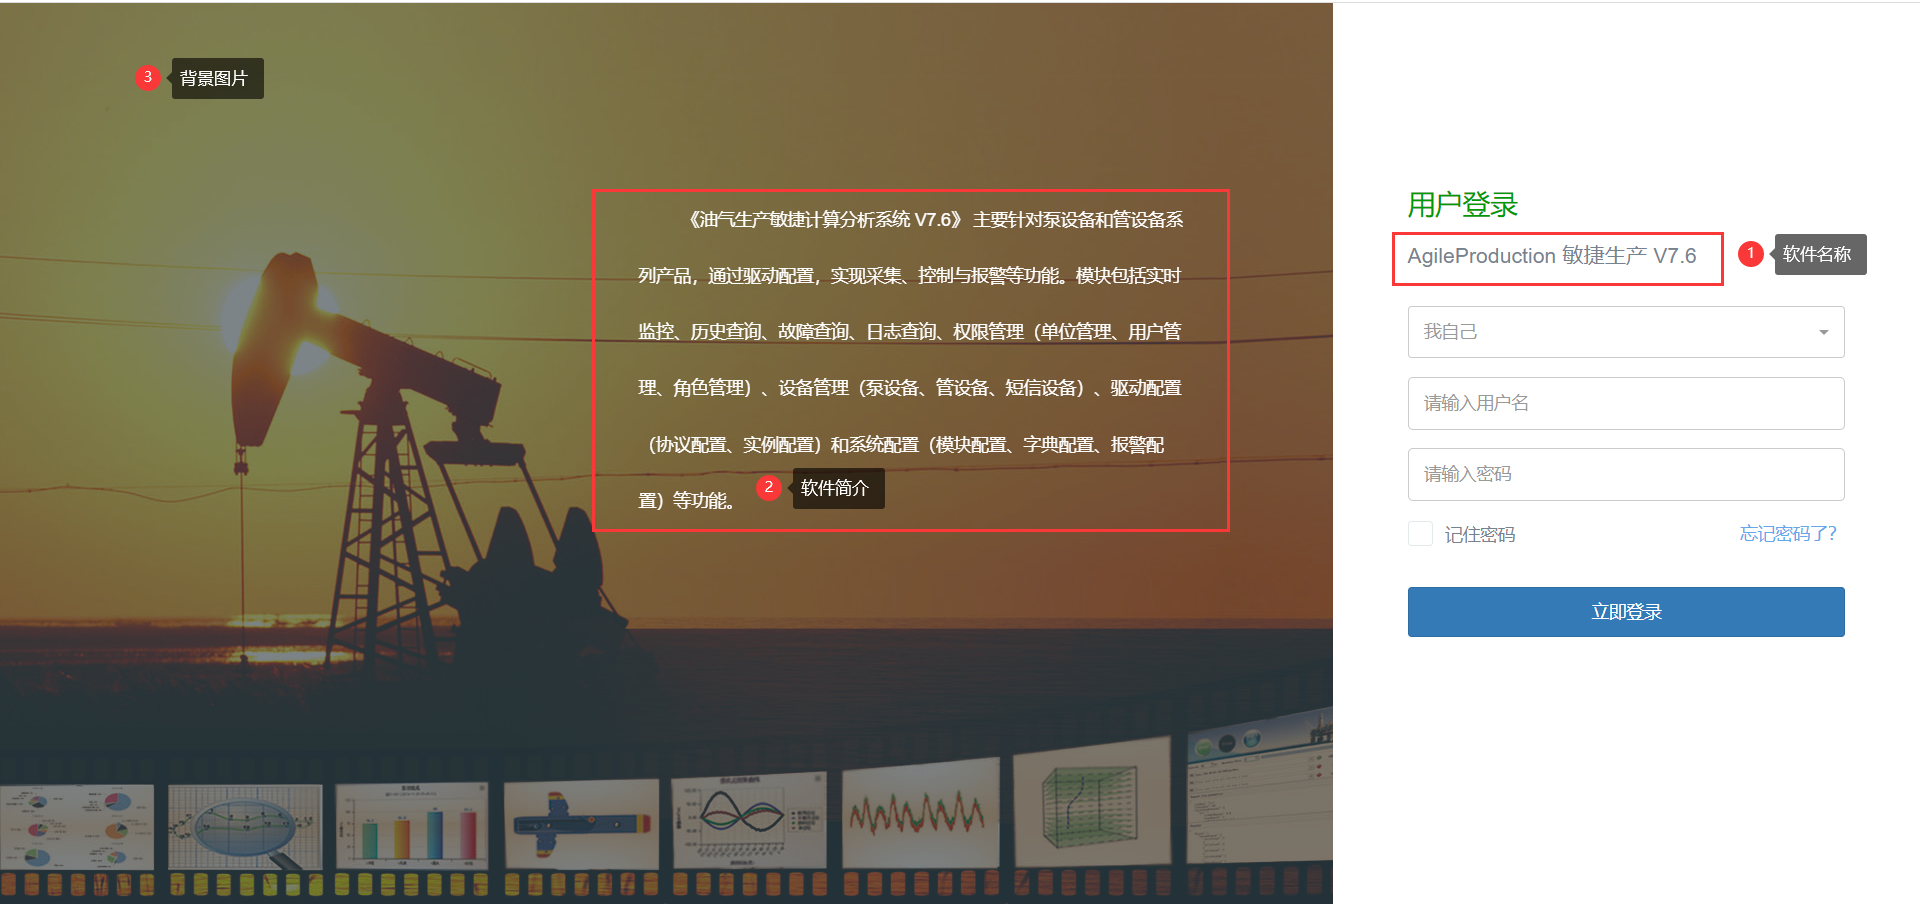 3 背景图片
《油气生产敏捷计算分析系统 V7.6》 主要针对泵设备和管设备系
列产品，通过驱动配置，实现采集、控制与报警等功能。模块包括实时
监控、历史查询、故障查询、日志查询、权限管理（单位管理、用户管
理、角色管理）、设备管理（泵设备、管设备、短信设备）、驱动配置
（协议配置、实例配置）和系统配置（模块配置、字典配置、报警配
置）等功能。
2 软件简介
用户登录
AgileProduction 敏捷生产 V7.6
1 软件名称
我自己
请输入用户名
请输入密码
记住密码
忘记密码了?
立即登录